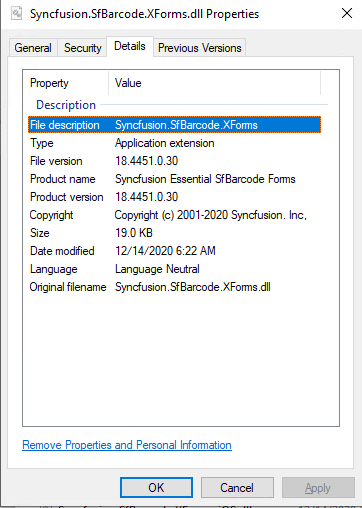 Syncfusion.SfBarcode.XForms.dll Properties
General Security Details Previous Versions
Property Value
Description
File description Syncfusion.SfBarcode.XForms
Type Application extension
File version 18.4451.0.30
Product name Syncfusion Essential SfBarcode Forms
Product version 18.4451.0.30
Copyright Copyright (c) 2001-2020 Syncfusion. Inc,
Size 19.0 KB
Date modified 12/14/2020 6:22 AM
Language Language Neutral
Original filename Syncfusion.SfBarcode.XForms.dll
Remove Properties and Personal Information
OK Cancel Apply